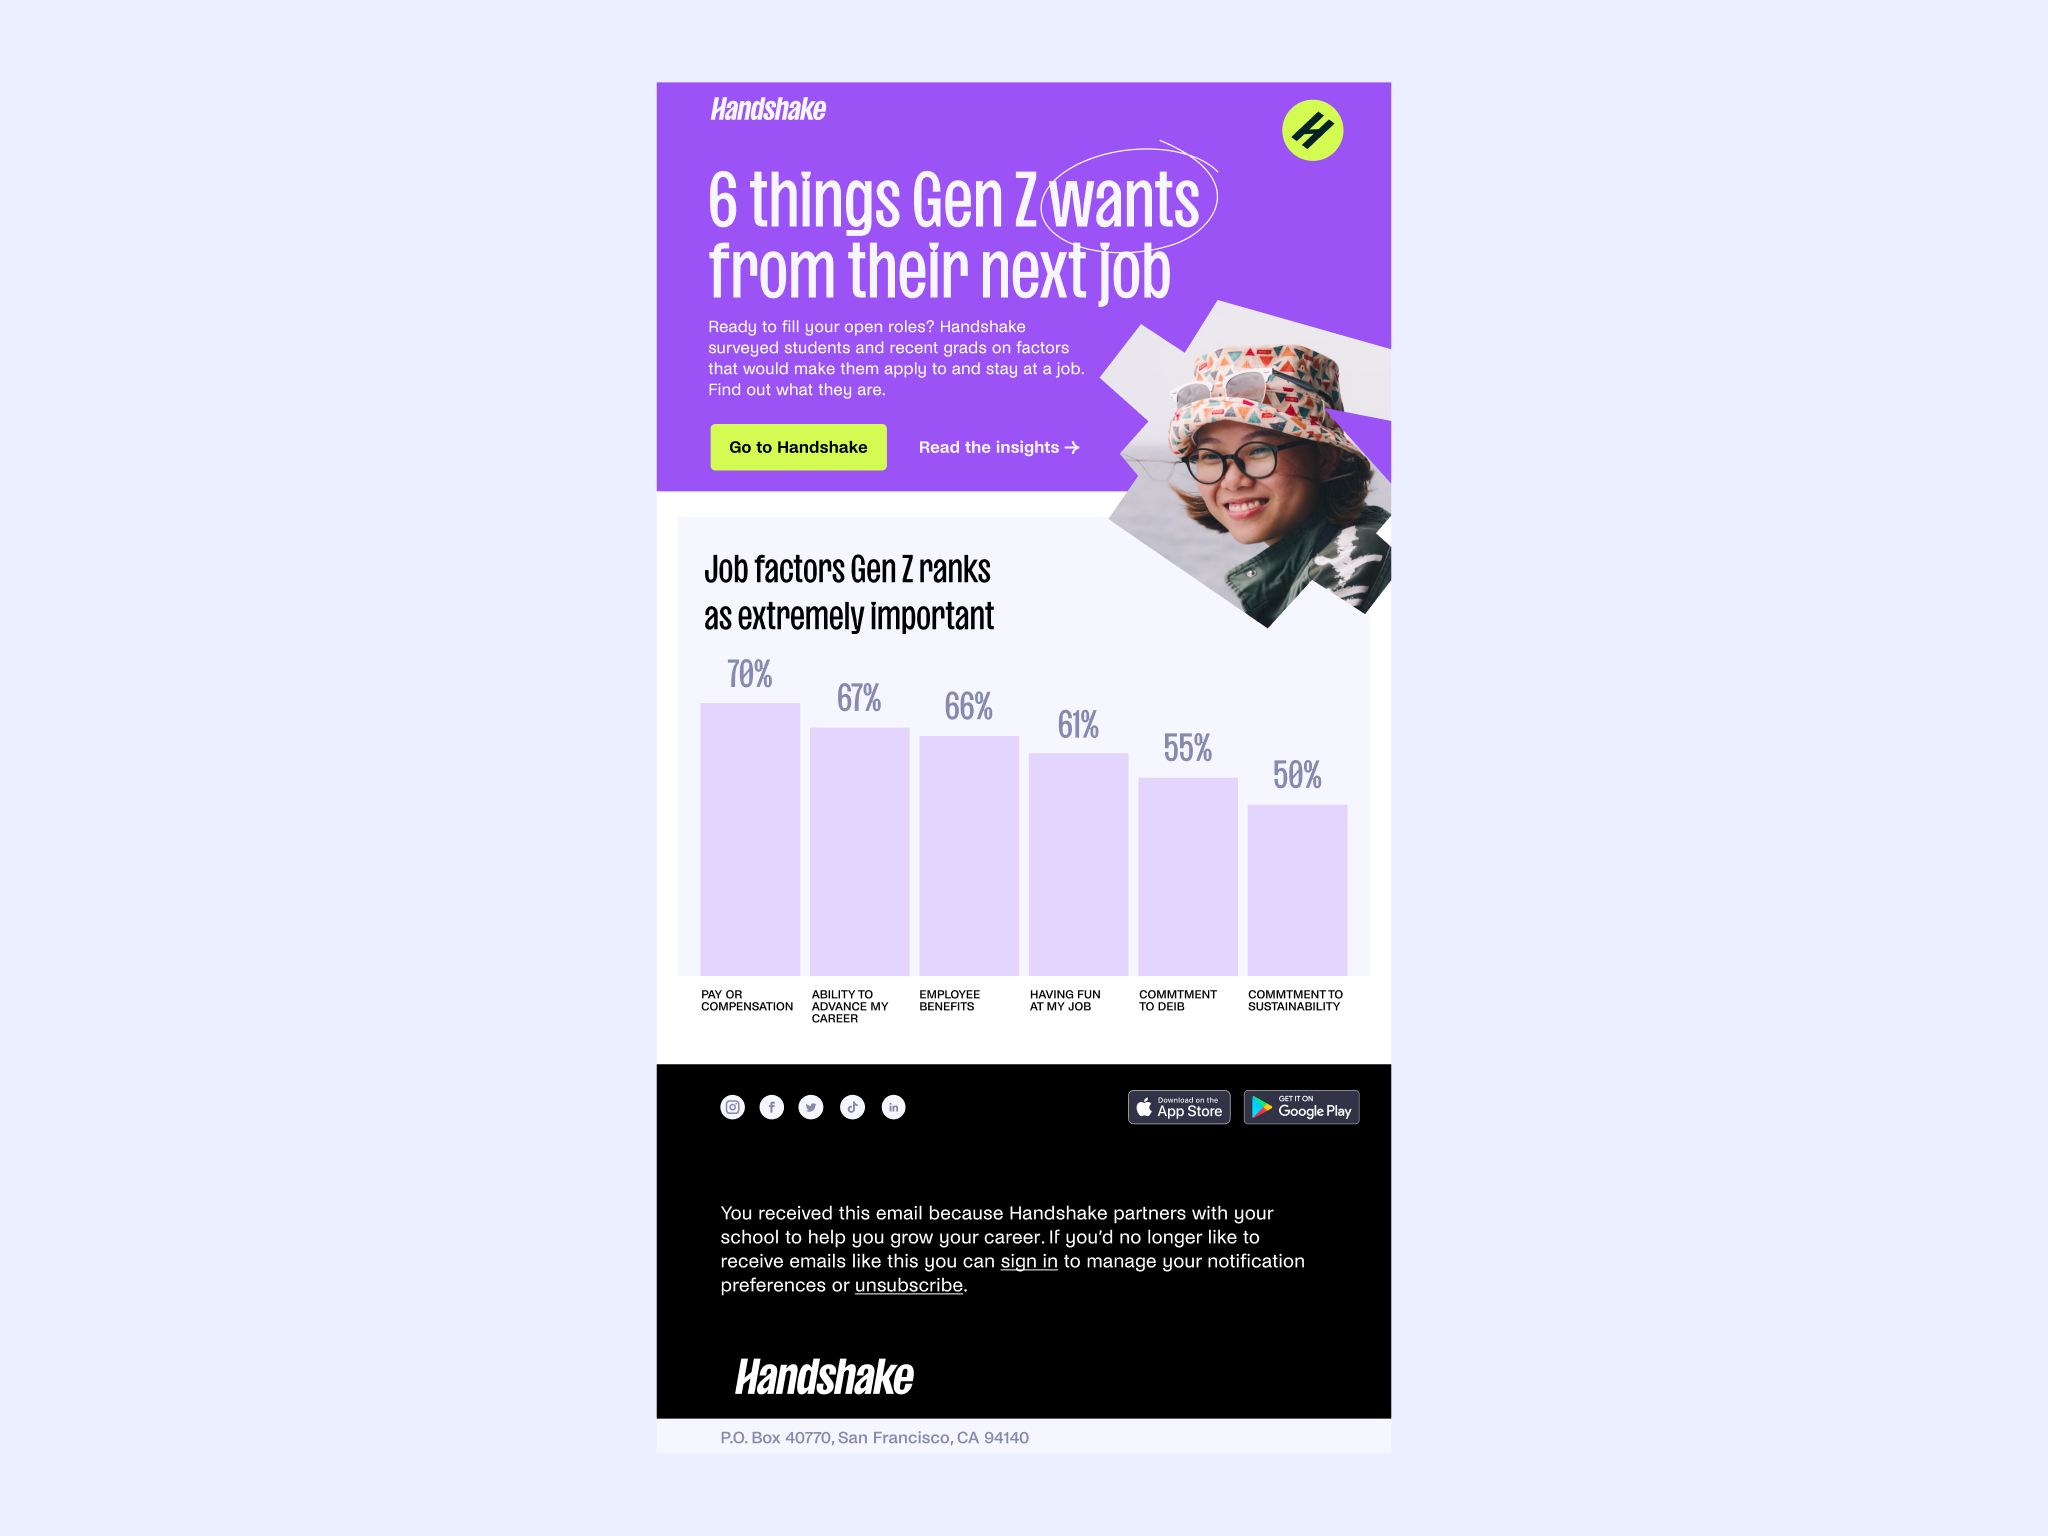 Handshake
H
6 things Gen Z wants
from their next job
Ready to fill your open roles? Handshake
surveyed students and recent grads on factors
that would make them apply to and stay at a job.
Find out what they are.
Go to Handshake
Read the insights →
Job factors Gen Z ranks
as extremely important
70%
67%
66%
61%
55%
50%
PAY OR
COMPENSATION
ABILITY TO
ADVANCE MY
CAREER
EMPLOYEE
BENEFITS
HAVING FUN
AT MY JOB
COMMTMENT
TO DEIB
COMMTMENT TO
SUSTAINABILITY
Download on the
App Store
GET IT ON
Google Play
You received this email because Handshake partners with your
school to help you grow your career. If you’d no longer like to
receive emails like this you can sign in to manage your notification
preferences or unsubscribe.
Handshake
P.O. Box 40770, San Francisco, CA 94140